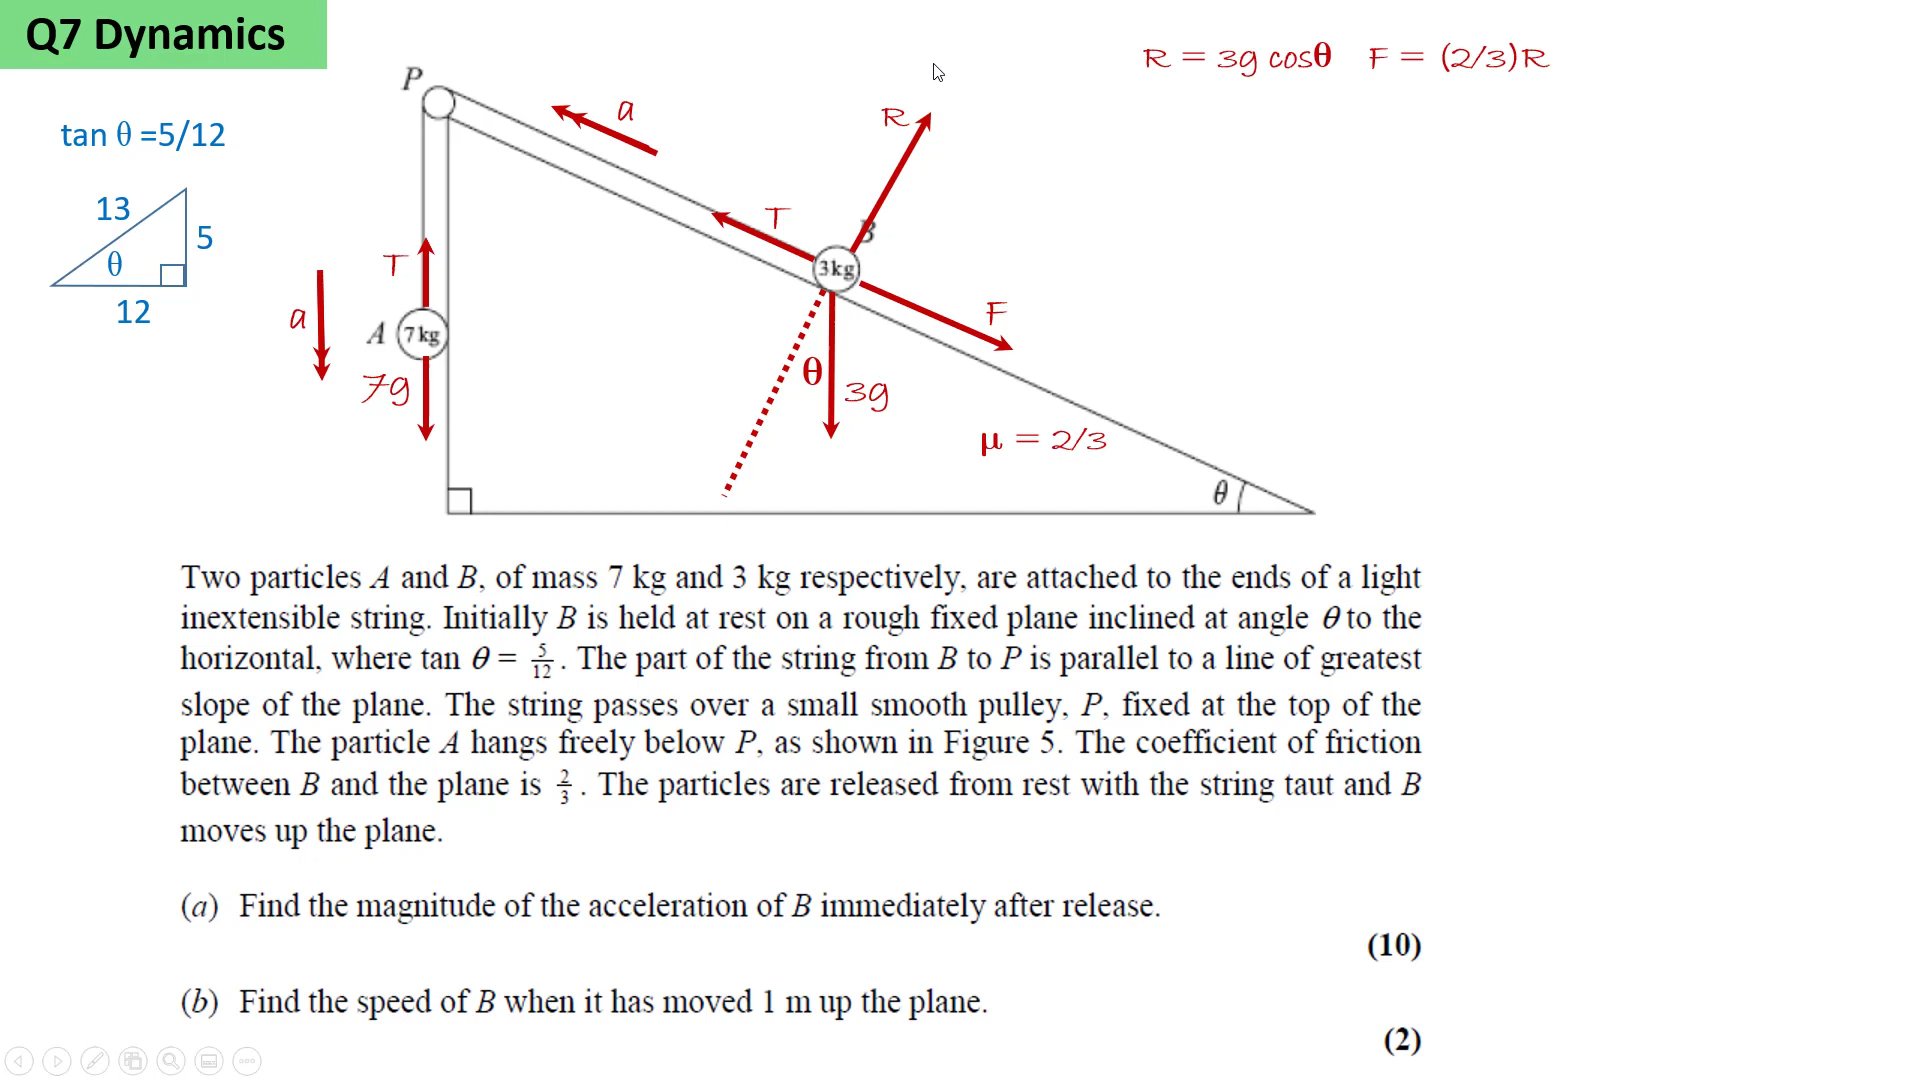 Q7 Dynamics
R = 3g cosθ F = (2/3)R
P
a
R
tan θ =5/12
13
5
θ
12
T
B
3kg
T
F
a
A
7kg
7g
θ
3g
μ = 2/3
θ
Two particles A and B, of mass 7 kg and 3 kg respectively, are attached to the ends of a light
inextensible string. Initially B is held at rest on a rough fixed plane inclined at angle θ to the
horizontal, where tan θ = 5/12 . The part of the string from B to P is parallel to a line of greatest
slope of the plane. The string passes over a small smooth pulley, P, fixed at the top of the
plane. The particle A hangs freely below P, as shown in Figure 5. The coefficient of friction
between B and the plane is 2/3 . The particles are released from rest with the string taut and B
moves up the plane.
(a) Find the magnitude of the acceleration of B immediately after release.
(10)
(b) Find the speed of B when it has moved 1 m up the plane.
(2)